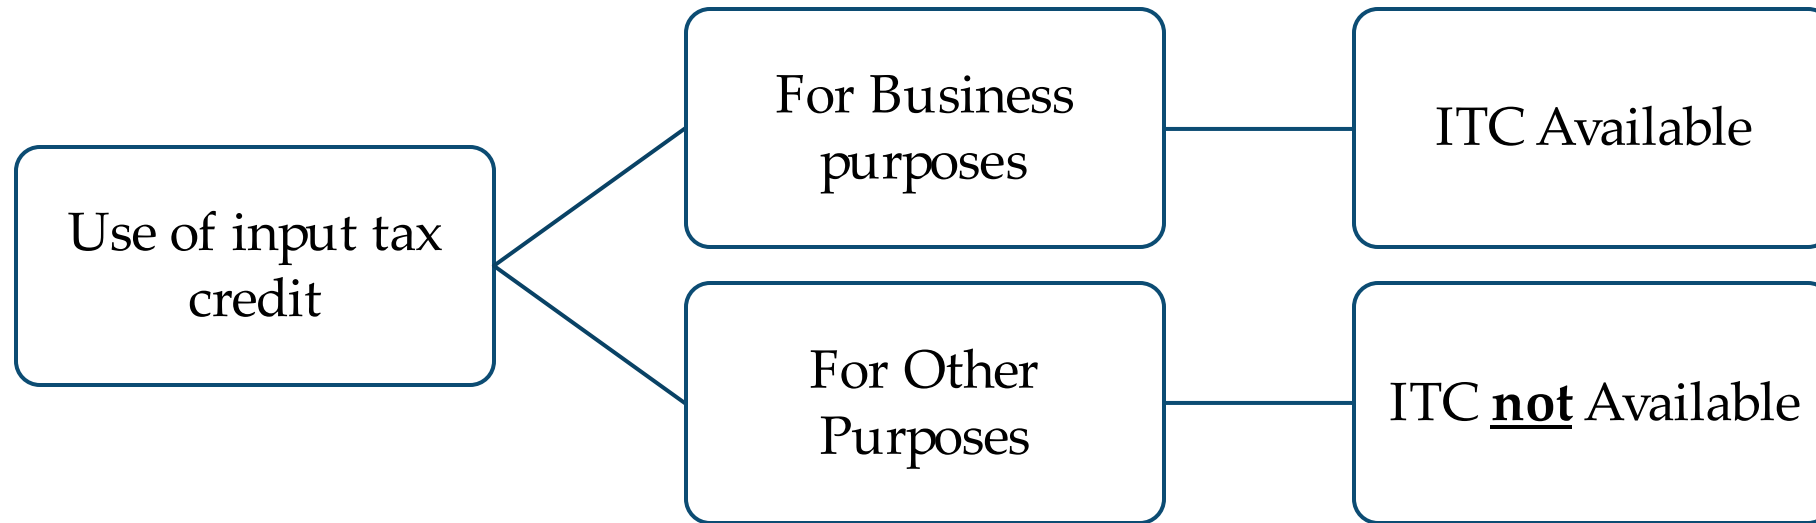 Use of input tax
credit
For Business
purposes
ITC Available
For Other
Purposes
ITC not Available